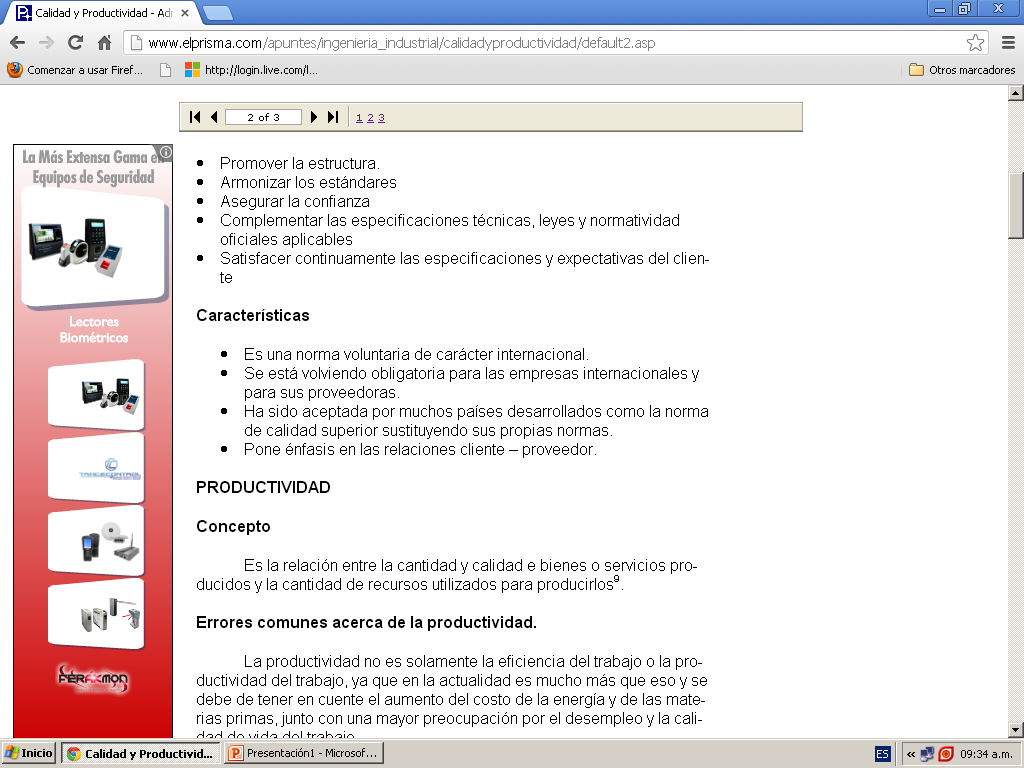 Calidad y Productividad - Adr
www.elprisma.com/apuntes/ingenieria_industrial/calidadyproductividad/default2.asp
Comenzar a usar Firef...
http://login.live.com/l...
Otros marcadores
2 of 3
1 2 3
La Más Extensa Gama en
Equipos de Seguridad
Lectores
Biométricos
TRACECONTROL
FERÁXMON
• Promover la estructura.
• Armonizar los estándares
• Asegurar la confianza
• Complementar las especificaciones técnicas, leyes y normatividad
oficiales aplicables
• Satisfacer continuamente las especificaciones y expectativas del clien-
te
Características
• Es una norma voluntaria de carácter internacional.
• Se está volviendo obligatoria para las empresas internacionales y
para sus proveedoras.
• Ha sido aceptada por muchos países desarrollados como la norma
de calidad superior sustituyendo sus propias normas.
• Pone énfasis en las relaciones cliente – proveedor.
PRODUCTIVIDAD
Concepto
Es la relación entre la cantidad y calidad e bienes o servicios pro-
ducidos y la cantidad de recursos utilizados para producirlos9.
Errores comunes acerca de la productividad.
La productividad no es solamente la eficiencia del trabajo o la pro-
ductividad del trabajo, ya que en la actualidad es mucho más que eso y se
debe de tener en cuente el aumento del costo de la energía y de las mate-
rias primas, junto con una mayor preocupación por el desempleo y la cali-
dad de vida del trabajo
Inicio
Calidad y Productivid...
Presentación1 - Microsof...
ES
«
09:34 a.m.